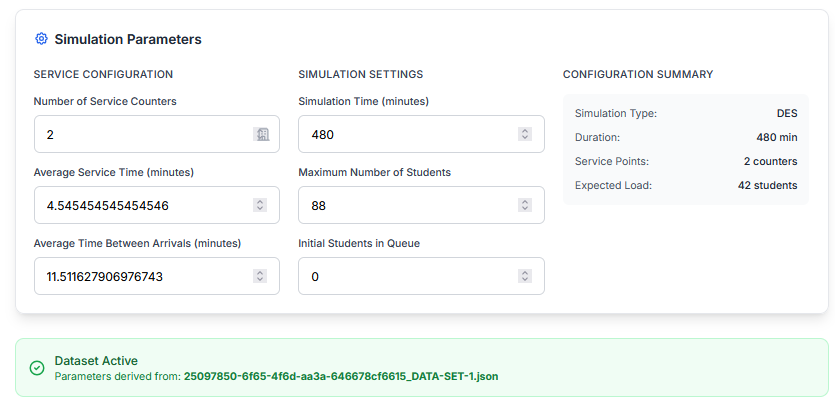 Simulation Parameters
SERVICE CONFIGURATION
Number of Service Counters
2
Average Service Time (minutes)
4.545454545454546
Average Time Between Arrivals (minutes)
11.511627906976743
SIMULATION SETTINGS
Simulation Time (minutes)
480
Maximum Number of Students
88
Initial Students in Queue
0
CONFIGURATION SUMMARY
Simulation Type: DES
Duration: 480 min
Service Points: 2 counters
Expected Load: 42 students
Dataset Active
Parameters derived from: 25097850-6f65-4f6d-aa3a-646678cf6615_DATA-SET-1.json